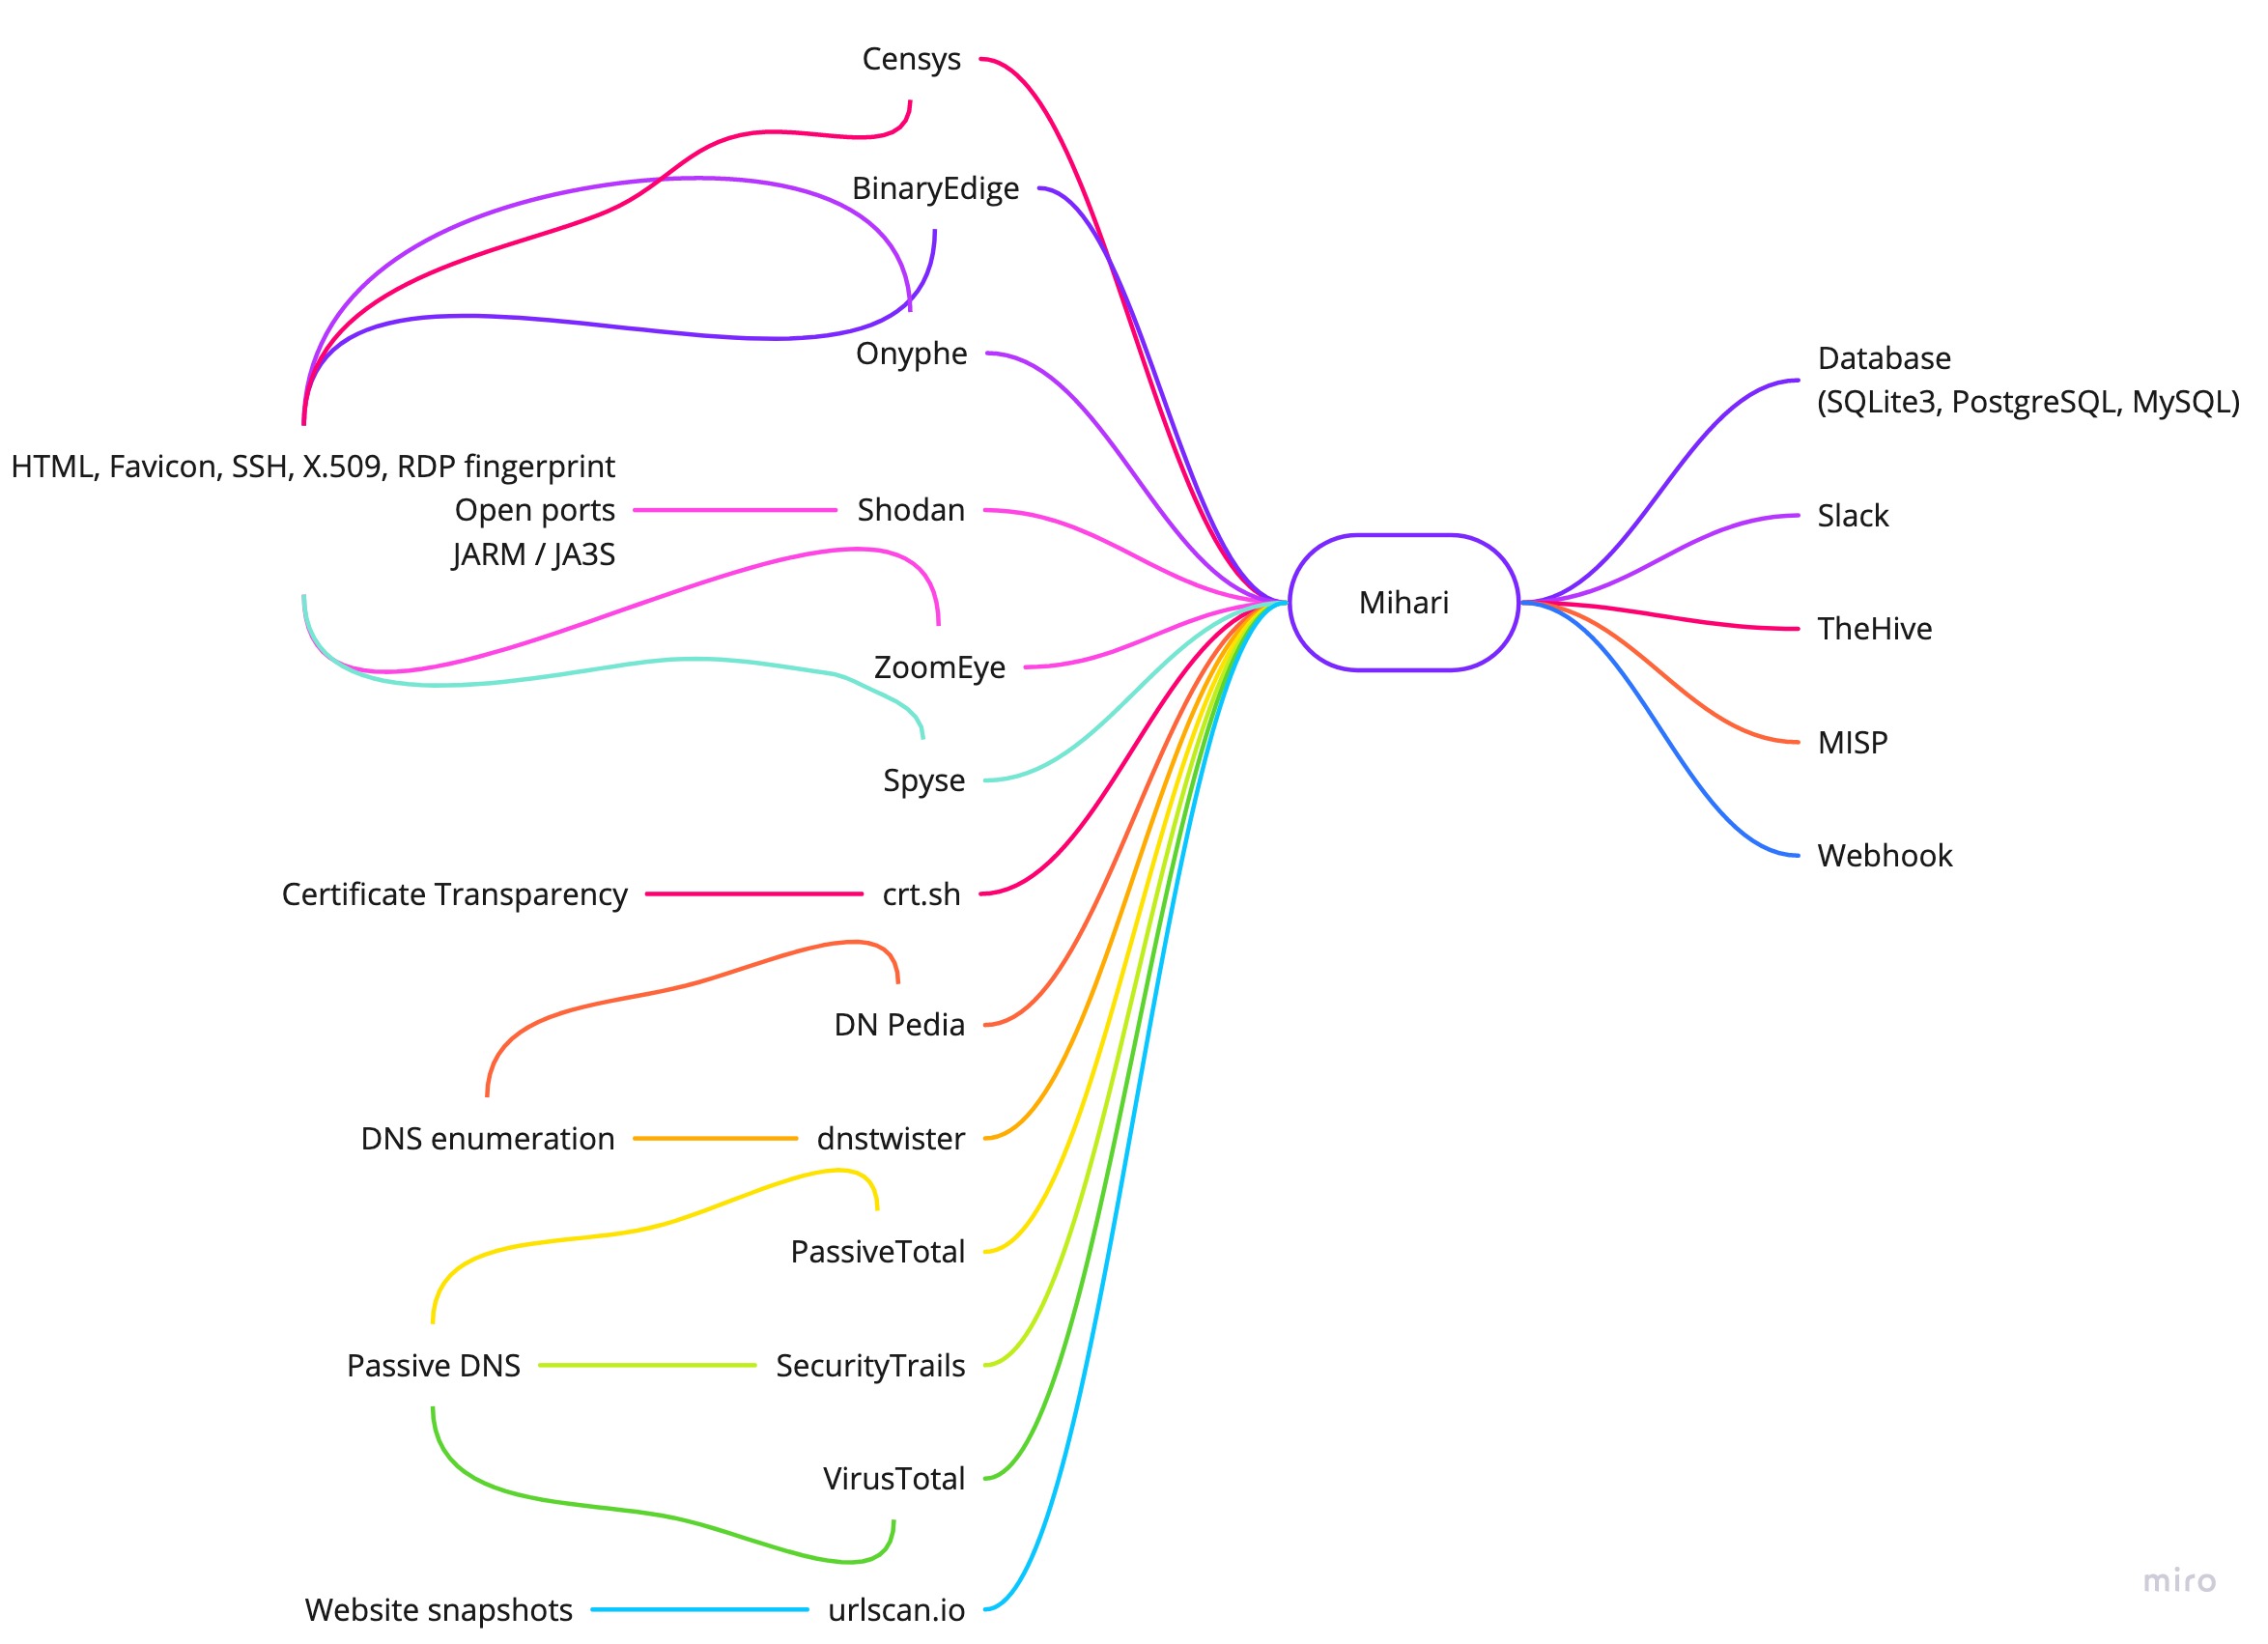 Censys
BinaryEdige
Onyphe
HTML, Favicon, SSH, X.509, RDP fingerprint
Open ports
JARM / JA3S
Shodan
ZoomEye
Spyse
Certificate Transparency
crt.sh
DN Pedia
DNS enumeration
dnstwister
PassiveTotal
Passive DNS
SecurityTrails
VirusTotal
Website snapshots
urlscan.io
Mihari
Database
(SQLite3, PostgreSQL, MySQL)
Slack
TheHive
MISP
Webhook
miro